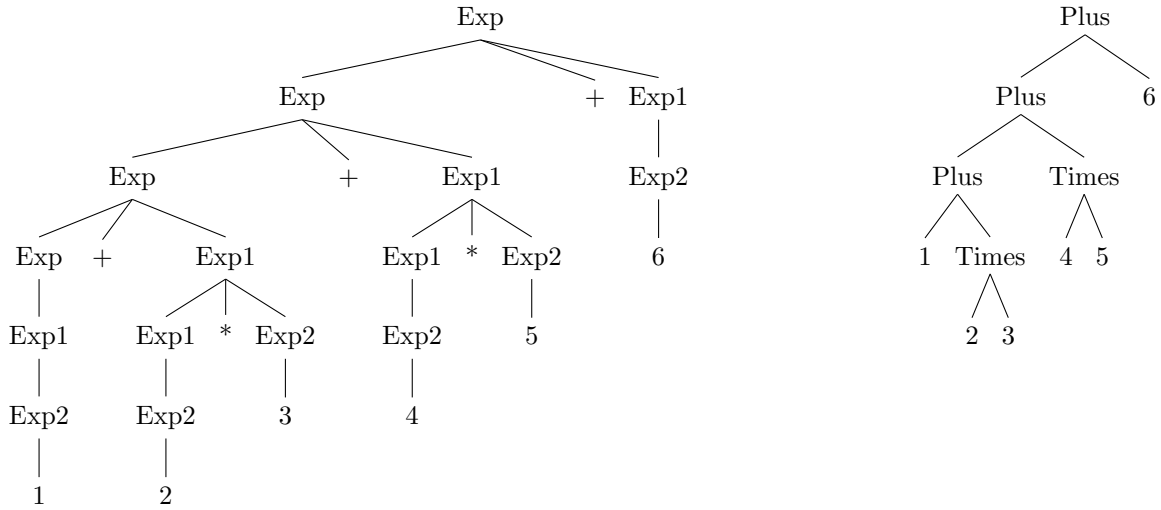 Exp Plus
Exp + Exp1 Plus 6
Exp + Exp1 Exp2 Plus Times
Exp + Exp1 Exp1 * Exp2 6 1 Times 4 5
Exp1 Exp1 * Exp2 Exp2 5 2 3
Exp2 Exp2 3 4
1 2